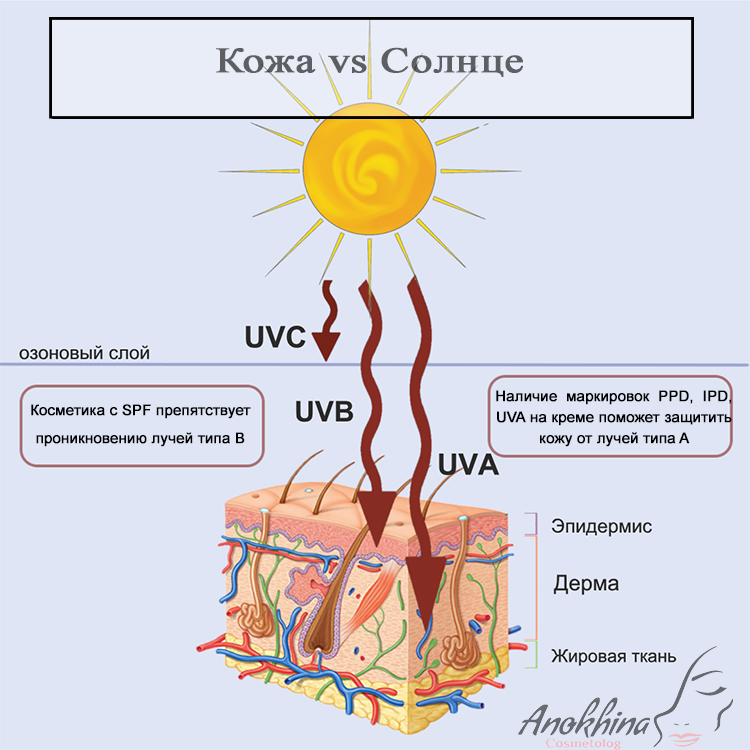 Кожа vs Солнце
UVC
озоновый слой
Косметика с SPF препятствует
проникновению лучей типа В
UVB
Наличие маркировок PPD, IPD,
UVA на креме поможет защитить
кожу от лучей типа А
UVA
Эпидермис
Дерма
Жировая ткань
Anokhina
Cosmetolog